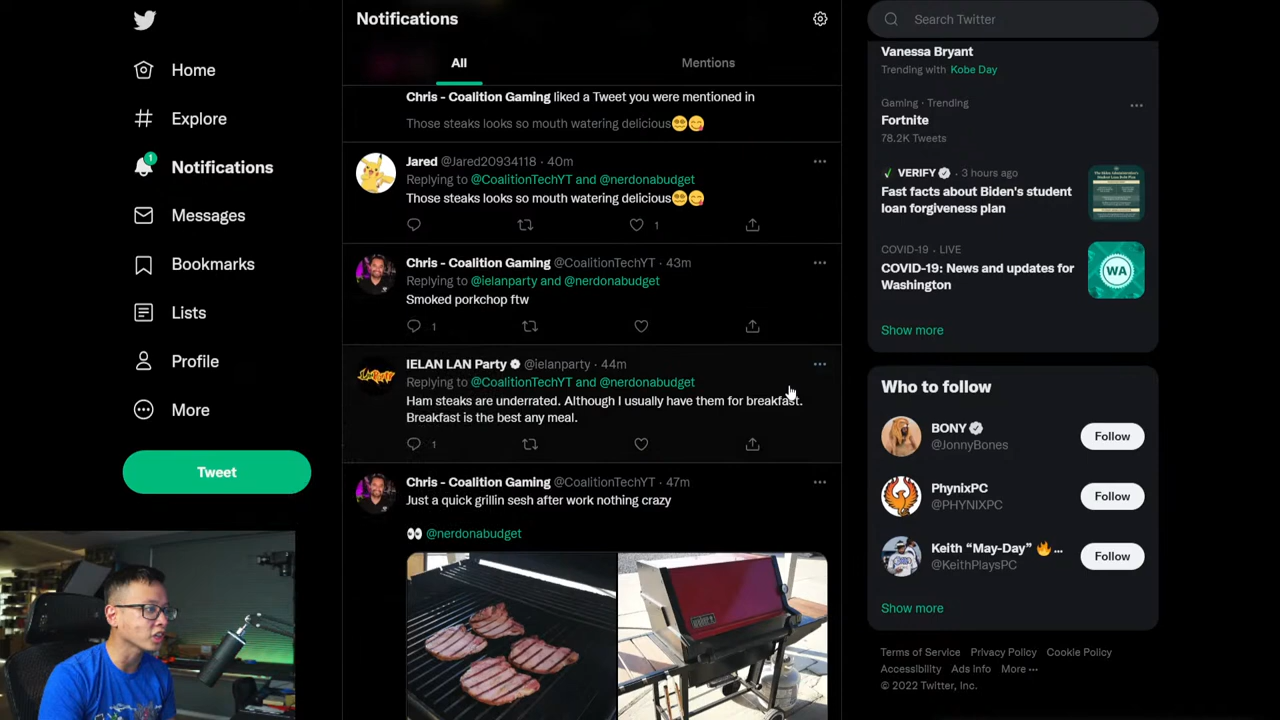 Home
Explore
1
Notifications
Messages
Bookmarks
Lists
Profile
More
Tweet
Notifications
All
Mentions
Chris - Coalition Gaming liked a Tweet you were mentioned in
Those steaks looks so mouth watering delicious😵‍💫😋
Jared @Jared20934118 · 40m
Replying to @CoalitionTechYT and @nerdonabudget
Those steaks looks so mouth watering delicious😵‍💫😋
1
Chris - Coalition Gaming @CoalitionTechYT · 43m
Replying to @ielanparty and @nerdonabudget
Smoked porkchop ftw
1
IELAN LAN Party @ielanparty · 44m
Replying to @CoalitionTechYT and @nerdonabudget
Ham steaks are underrated. Although I usually have them for breakfast.
Breakfast is the best any meal.
1
Chris - Coalition Gaming @CoalitionTechYT · 47m
Just a quick grillin sesh after work nothing crazy
👀 @nerdonabudget
weber
Search Twitter
Vanessa Bryant
Trending with Kobe Day
Gaming · Trending
Fortnite
78.2K Tweets
VERIFY · 3 hours ago
Fast facts about Biden's student
loan forgiveness plan
COVID-19 · LIVE
COVID-19: News and updates for
Washington
WA
Show more
Who to follow
BONY
@JonnyBones
Follow
PhynixPC
@PHYNIXPC
Follow
Keith “May-Day” 🔥 ...
@KeithPlaysPC
Follow
Show more
Terms of Service Privacy Policy Cookie Policy
Accessibility Ads info More ···
© 2022 Twitter, Inc.